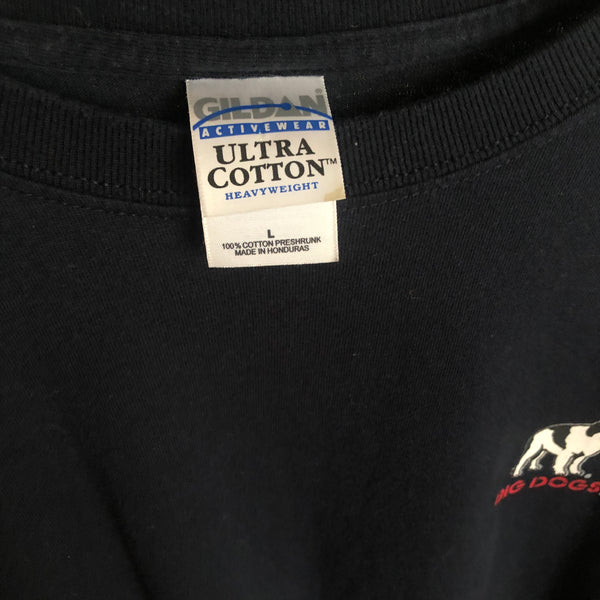 GILDAN
ACTIVEWEAR
ULTRA
COTTON™
HEAVYWEIGHT
L
100% COTTON PRESHRUNK
MADE IN HONDURAS
BIG DOGS